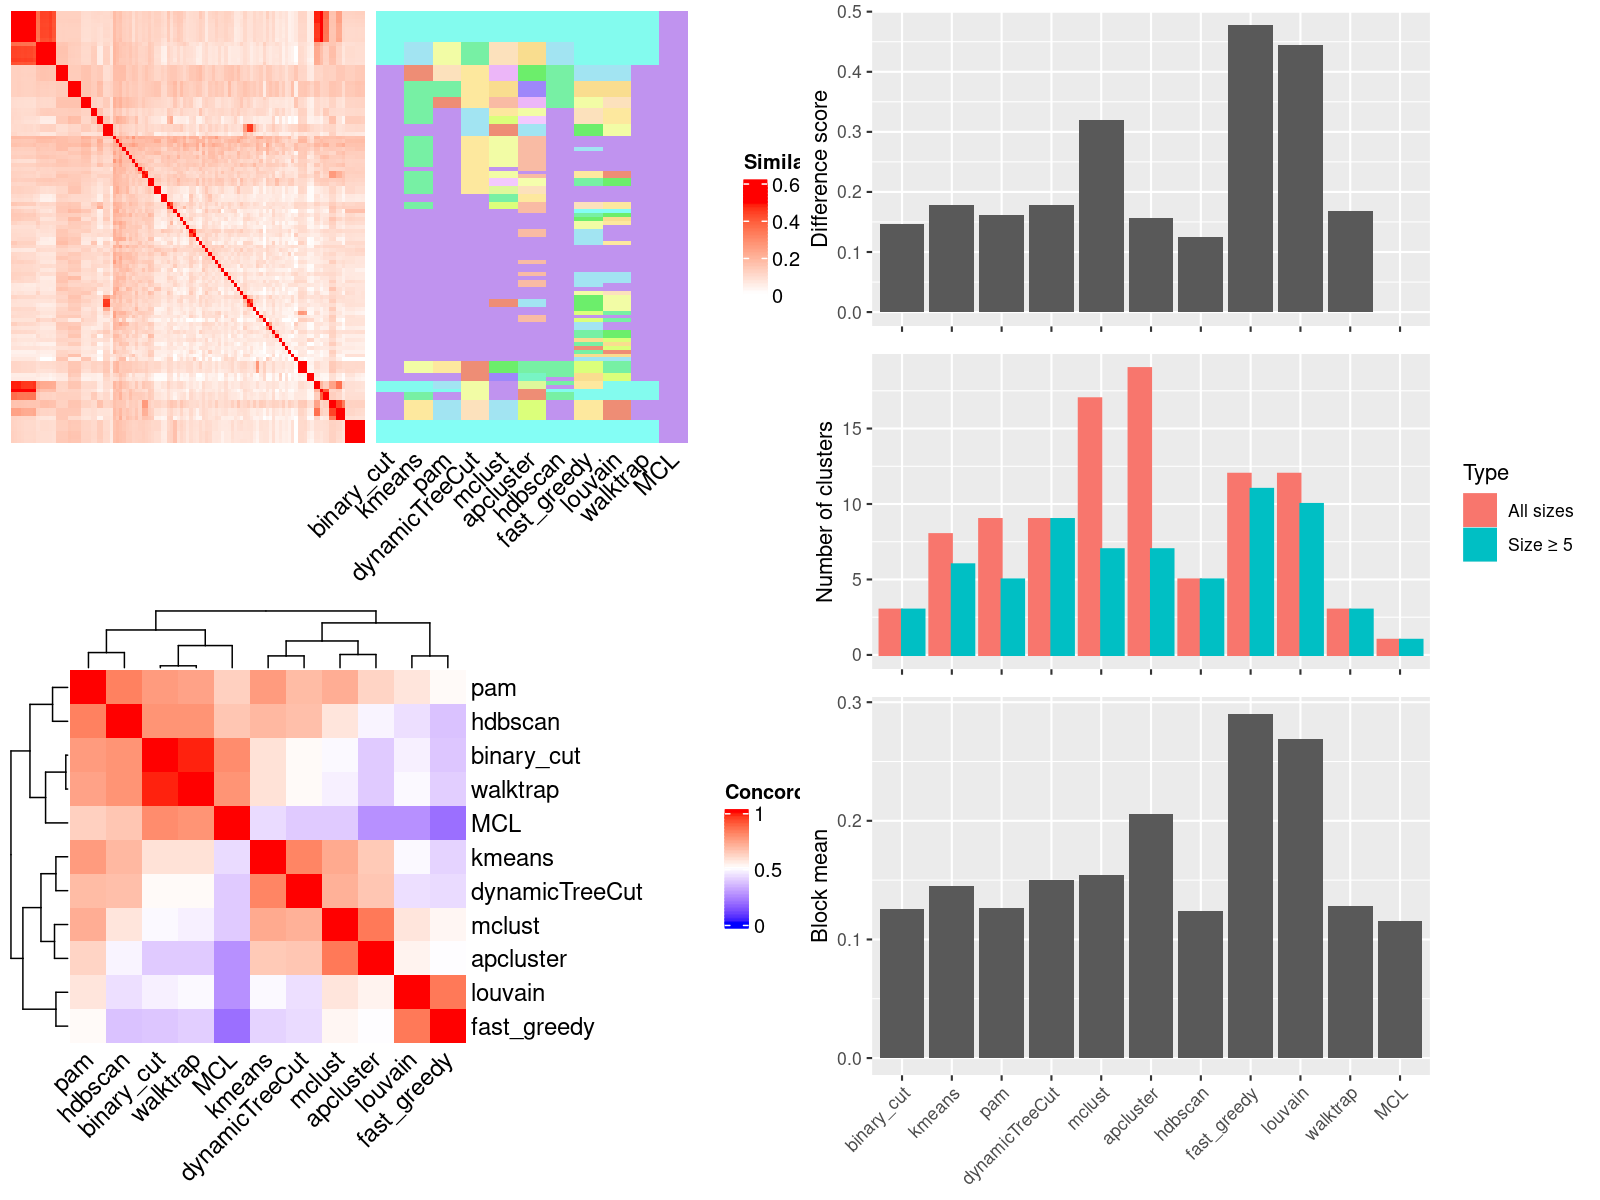 Simila
0.6
0.4
0.2
0
binary_cut
kmeans
pam
dynamicTreeCut
mclust
apcluster
hdbscan
fast_greedy
louvain
walktrap
MCL
pam
hdbscan
binary_cut
walktrap
MCL
kmeans
dynamicTreeCut
mclust
apcluster
louvain
fast_greedy
pam
hdbscan
binary_cut
walktrap
MCL
kmeans
dynamicTreeCut
mclust
apcluster
louvain
fast_greedy
Concord
1
0.5
0
Difference score
0.5
0.4
0.3
0.2
0.1
0.0
Number of clusters
15
10
5
0
Type
All sizes
Size ≥ 5
Block mean
0.3
0.2
0.1
0.0
binary_cut
kmeans
pam
dynamicTreeCut
mclust
apcluster
hdbscan
fast_greedy
louvain
walktrap
MCL